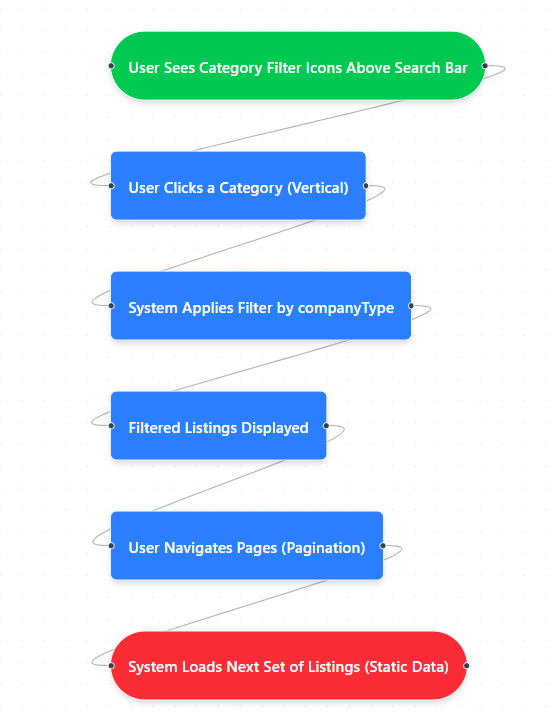 User Sees Category Filter Icons Above Search Bar
User Clicks a Category (Vertical)
System Applies Filter by companyType
Filtered Listings Displayed
User Navigates Pages (Pagination)
System Loads Next Set of Listings (Static Data)